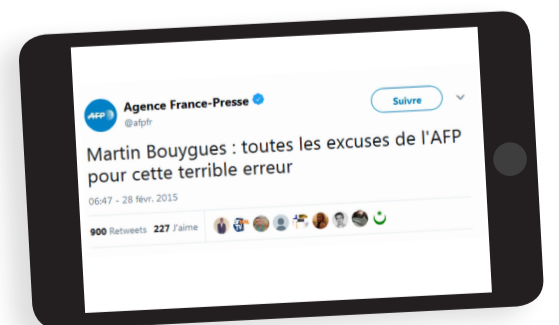 AFP
Agence France-Presse
@afpfr
Suivre
Martin Bouygues : toutes les excuses de l'AFP
pour cette terrible erreur
06:47 - 28 févr. 2015
900 Retweets 227 J'aime